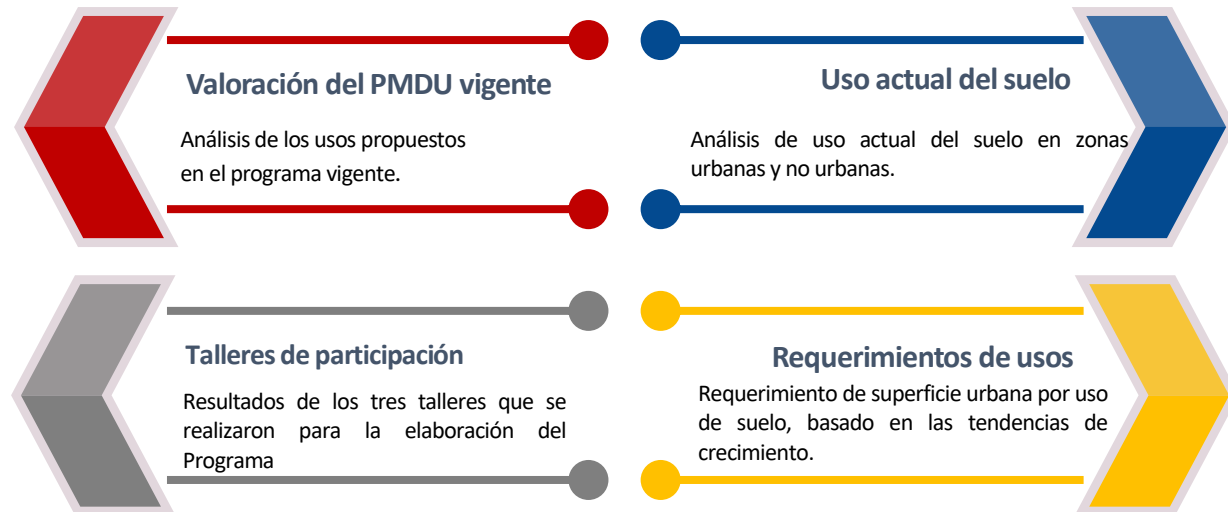 Valoración del PMDU vigente
Análisis de los usos propuestos
en el programa vigente.
Uso actual del suelo
Análisis de uso actual del suelo en zonas
urbanas y no urbanas.
Talleres de participación
Resultados de los tres talleres que se
realizaron para la elaboración del
Programa
Requerimientos de usos
Requerimiento de superficie urbana por uso
de suelo, basado en las tendencias de
crecimiento.